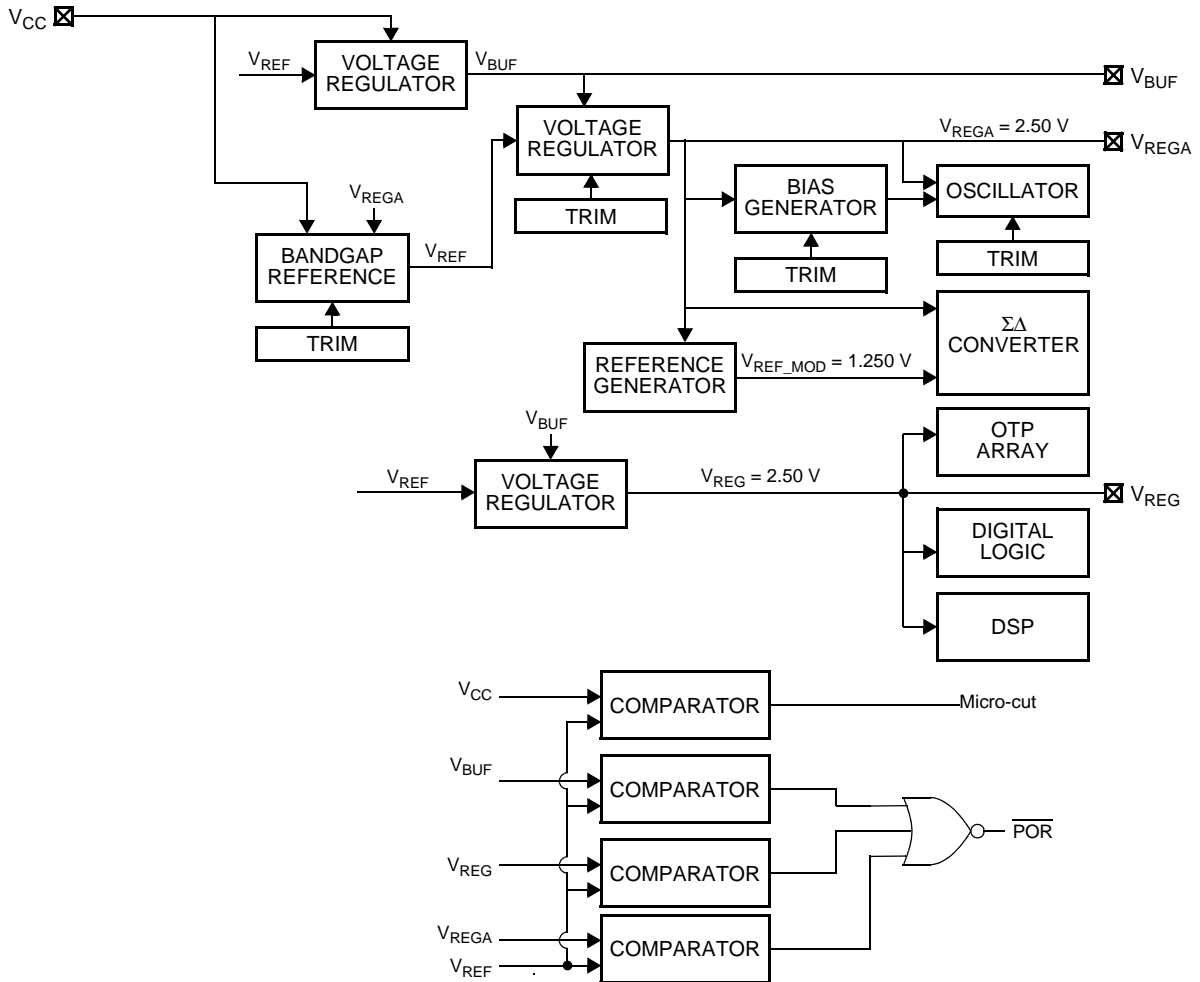 VCC
VREF
VOLTAGE
REGULATOR
VBUF
VBUF
VOLTAGE
REGULATOR
VREGA = 2.50 V
VREGA
TRIM
BIAS
GENERATOR
OSCILLATOR
VREGA
BANDGAP
REFERENCE
VREF
TRIM
TRIM
TRIM
REFERENCE
GENERATOR
VREF_MOD = 1.250 V
ΣΔ
CONVERTER
VBUF
OTP
ARRAY
VREF
VOLTAGE
REGULATOR
VREG = 2.50 V
VREG
DIGITAL
LOGIC
DSP
VCC
COMPARATOR
Micro-cut
VBUF
COMPARATOR
POR
VREG
COMPARATOR
VREGA
COMPARATOR
VREF